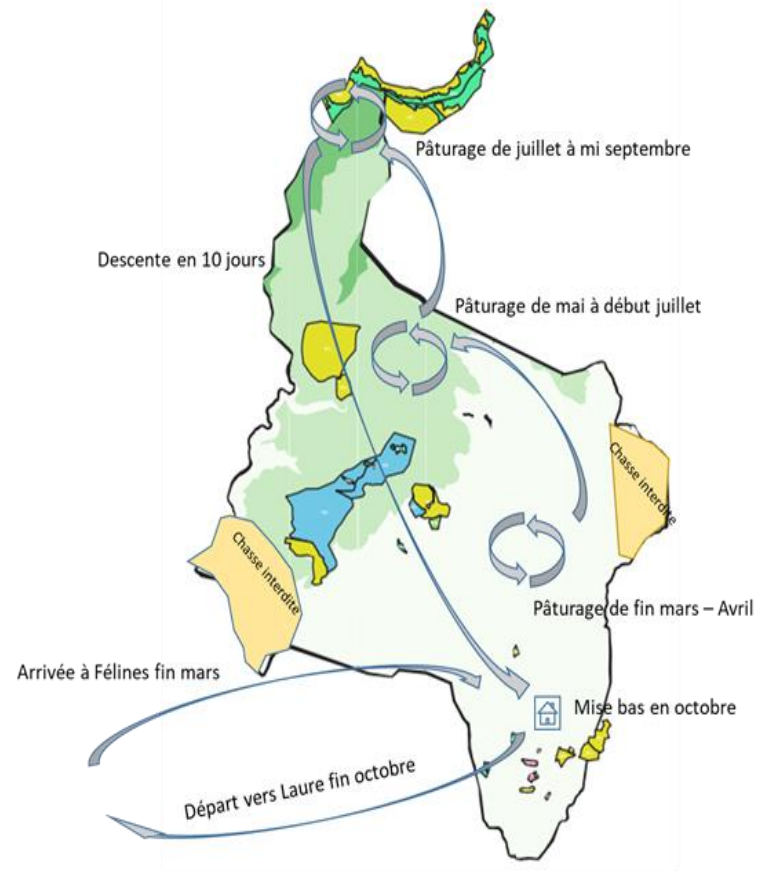 Pâturage de juillet à mi septembre
Descente en 10 jours
Pâturage de mai à début juillet
Chasse interdite
Chasse interdite
Pâturage de fin mars – Avril
Arrivée à Félines fin mars
Mise bas en octobre
Départ vers Laure fin octobre